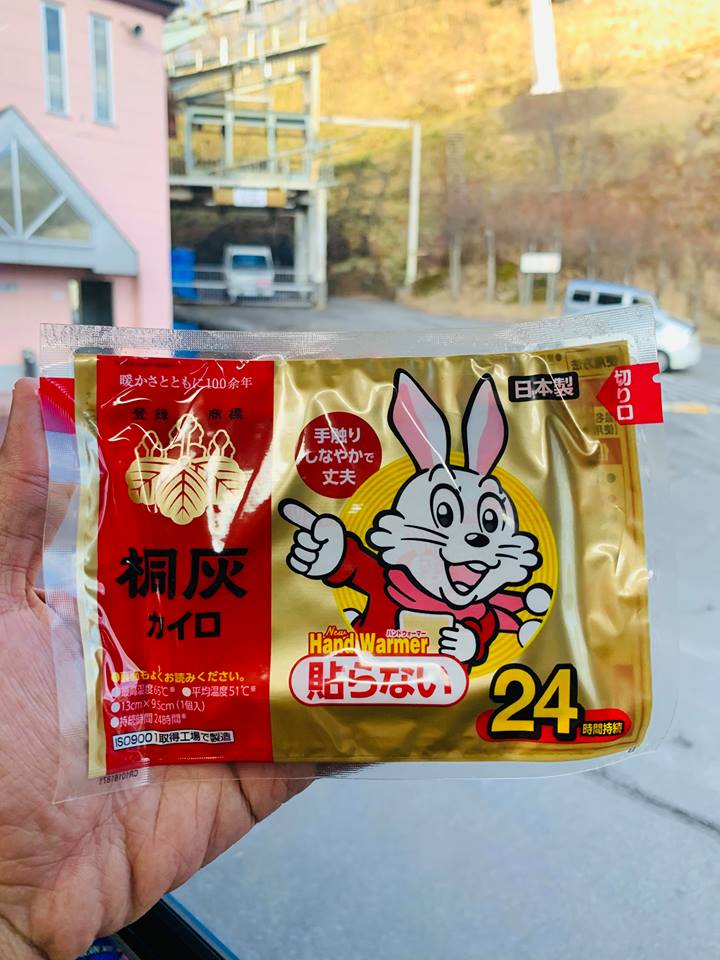 暖かさとともに100余年
登録 商標
桐灰
カイロ
もよくお読みください。
最高温度65℃※ ●平均温度51℃※
●13cm×9.5cm(1個入)
●持続時間24時間※
ISO9001取得工場で製造
手触り
しなやかで
丈夫
日本製
切り口
New
ハンドウォーマー
Hand Warmer
貼らない
24
時間持続